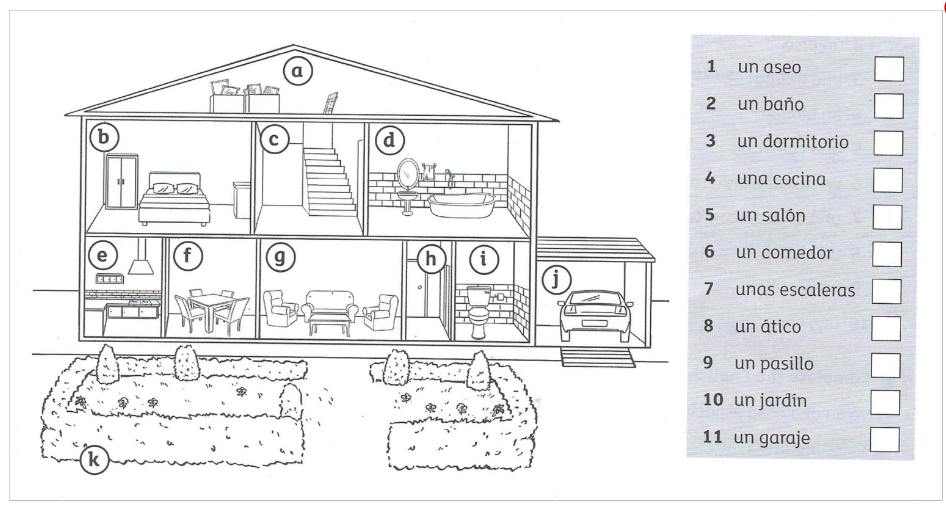 a
b
c
d
e
f
g
h
i
j
k
1 un aseo
2 un baño
3 un dormitorio
4 una cocina
5 un salón
6 un comedor
7 unas escaleras
8 un ático
9 un pasillo
10 un jardín
11 un garaje